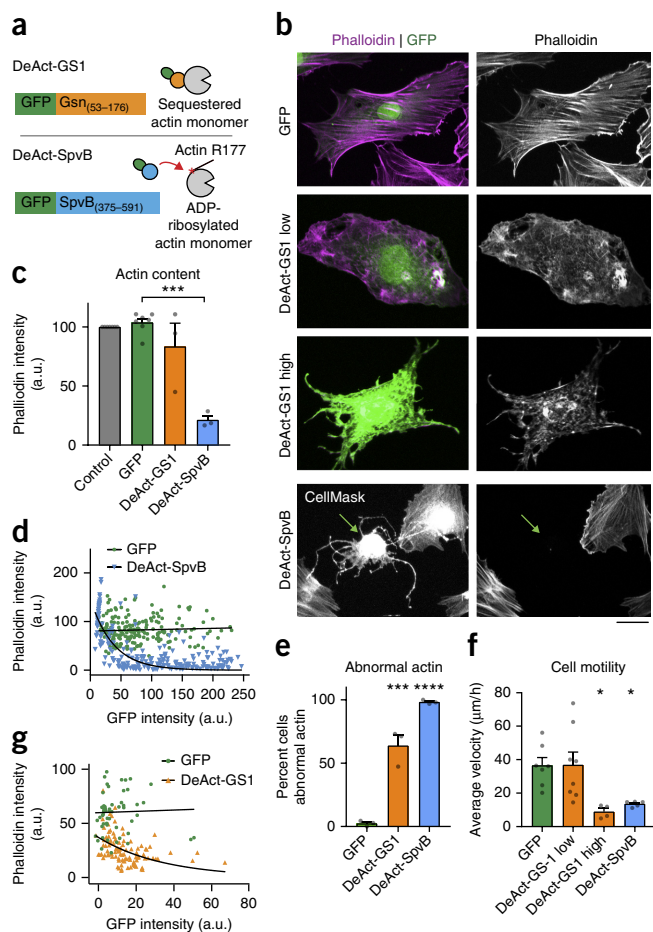 a
DeAct-GS1
GFP Gsn(53–176)
Sequestered
actin monomer
DeAct-SpvB
Actin R177
*
GFP SpvB(375–591)
ADP-
ribosylated
actin monomer
b
Phalloidin | GFP
Phalloidin
GFP
DeAct-GS1 low
DeAct-GS1 high
DeAct-SpvB
CellMask
c
Actin content
***
Phalliodin intensity
(a.u.)
100
50
0
Control
GFP
DeAct-GS1
DeAct-SpvB
d
GFP
DeAct-SpvB
Phalloidin intensity
(a.u.)
200
100
0
0 50 100 150 200 250
GFP intensity (a.u.)
e
Abnormal actin
*** ****
Percent cells
abnormal actin
100
50
0
GFP
DeAct-GS1
DeAct-SpvB
f
Cell motility
* *
Average velocity (µm/h)
80
60
40
20
0
GFP
DeAct-GS-1 low
DeAct-GS1 high
DeAct-SpvB
g
GFP
DeAct-GS1
Phalloidin intensity
(a.u.)
100
50
0
0 20 40 60 80
GFP intensity (a.u.)